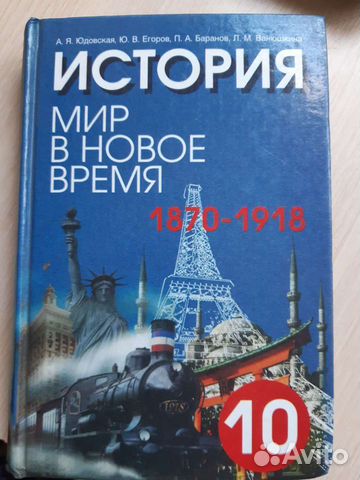 А. Я. Юдовская, Ю. В. Егоров, П. А. Баранов, Л. М. Ванюшкина
ИСТОРИЯ
МИР
В НОВОЕ
ВРЕМЯ
1870-1918
10
Avito